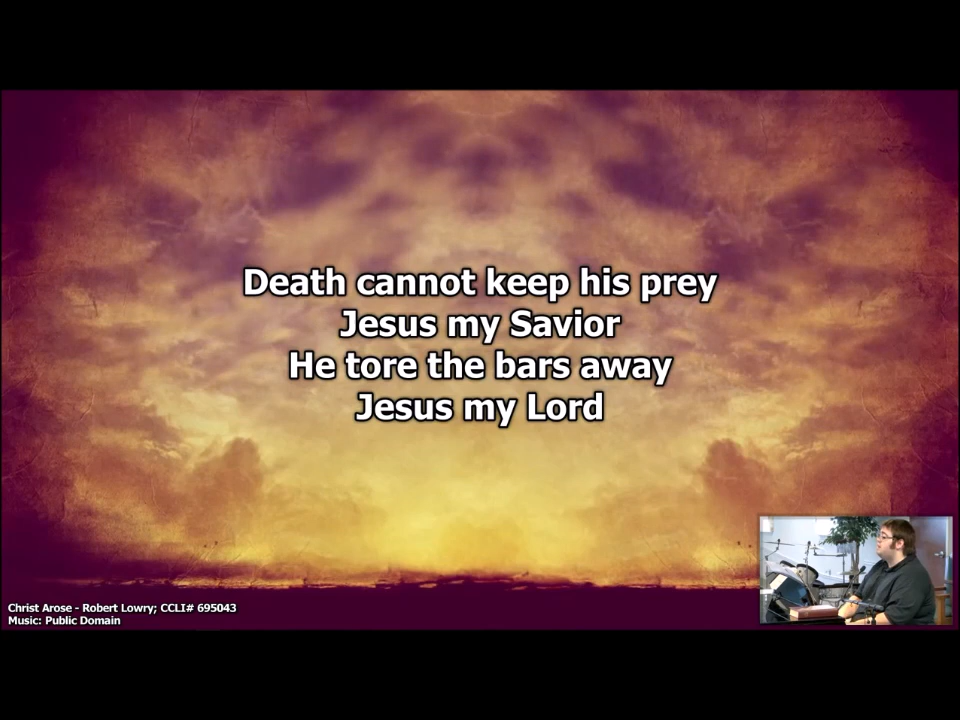 Death cannot keep his prey
Jesus my Savior
He tore the bars away
Jesus my Lord
Christ Arose - Robert Lowry; CCLI# 695043
Music: Public Domain